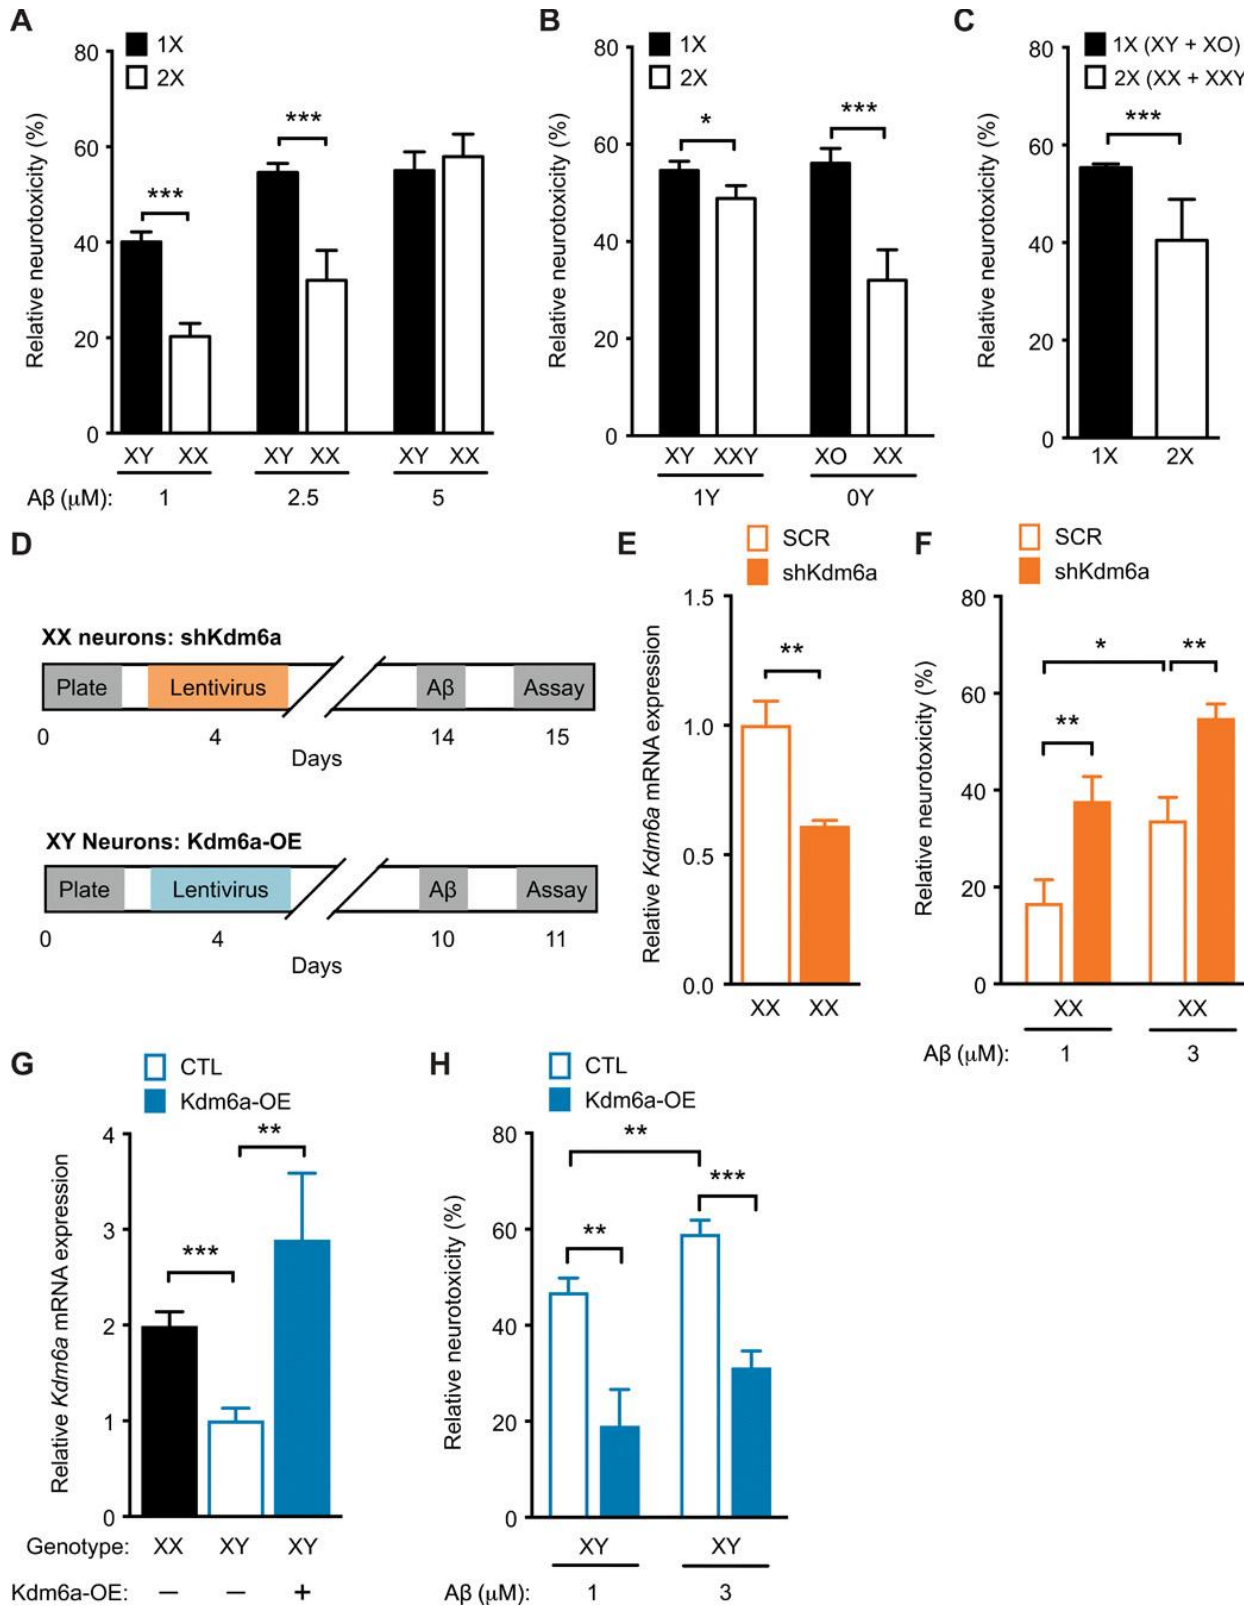 A
1X
2X
Relative neurotoxicity (%)
80
60
40
20
0
***
***
XY XX XY XX XY XX
Aβ (μM): 1 2.5 5
B
1X
2X
Relative neurotoxicity (%)
80
60
40
20
0
*
***
XY XXY XO XX
1Y 0Y
C
1X (XY + XO)
2X (XX + XXY
Relative neurotoxicity (%)
80
60
40
20
0
***
1X 2X
D
XX neurons: shKdm6a
Plate Lentivirus Aβ Assay
0 4 14 15
Days
XY Neurons: Kdm6a-OE
Plate Lentivirus Aβ Assay
0 4 10 11
Days
E
SCR
shKdm6a
Relative Kdm6a mRNA expression
1.5
1.0
0.5
0.0
**
XX XX
F
SCR
shKdm6a
Relative neurotoxicity (%)
80
60
40
20
0
* **
**
XX XX
Aβ (μM): 1 3
G
CTL
Kdm6a-OE
Relative Kdm6a mRNA expression
4
3
2
1
0
**
***
Genotype: XX XY XY
Kdm6a-OE: – – +
H
CTL
Kdm6a-OE
Relative neurotoxicity (%)
80
60
40
20
0
**
***
**
XY XY
Aβ (μM): 1 3